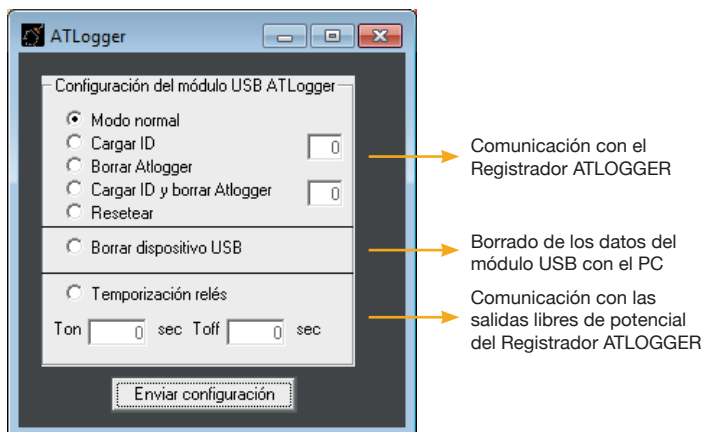 ATLogger
Configuración del módulo USB ATLogger
Modo normal
Cargar ID 0
Borrar Atlogger
Cargar ID y borrar Atlogger 0
Resetear
Comunicación con el
Registrador ATLOGGER
Borrar dispositivo USB
Borrado de los datos del
módulo USB con el PC
Temporización relés
Ton 0 sec Toff 0 sec
Comunicación con las
salidas libres de potencial
del Registrador ATLOGGER
Enviar configuración